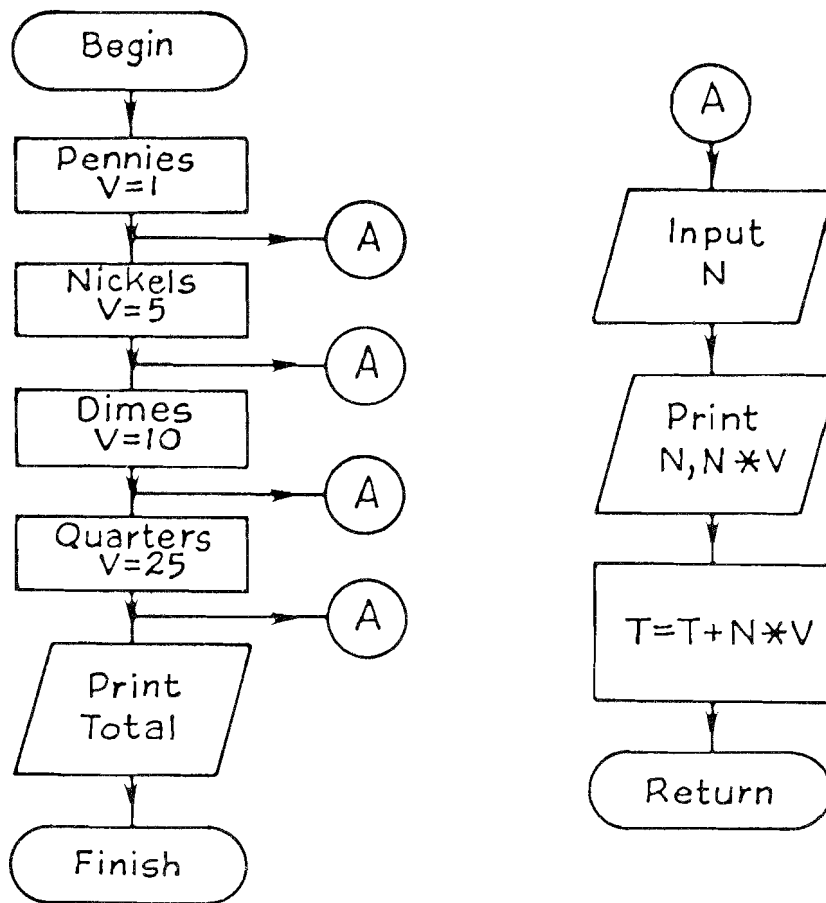 Begin
Pennies
V=1
A
Nickels
V=5
A
Dimes
V=10
A
Quarters
V=25
A
Print
Total
Finish
A
Input
N
Print
N, N*V
T=T+N*V
Return